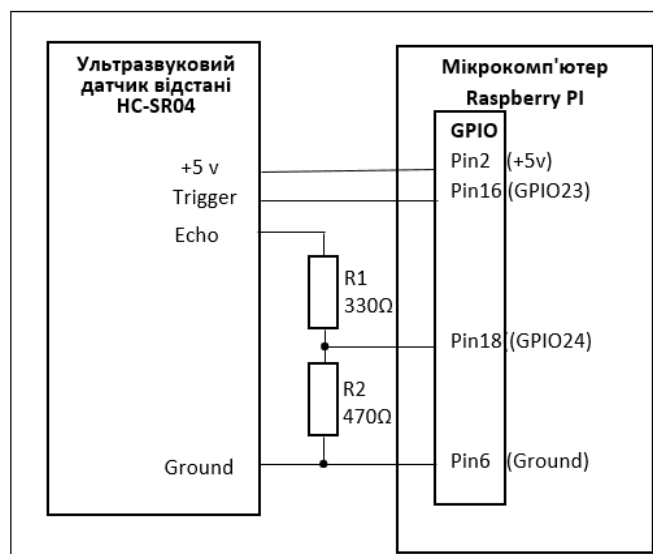 Ультразвуковий
датчик відстані
HC-SR04
+5 v
Trigger
Echo
Ground
R1
330Ω
R2
470Ω
Мікрокомп'ютер
Raspberry PI
GPIO
Pin2 (+5v)
Pin16 (GPIO23)
Pin18((GPIO24)
Pin6 (Ground)